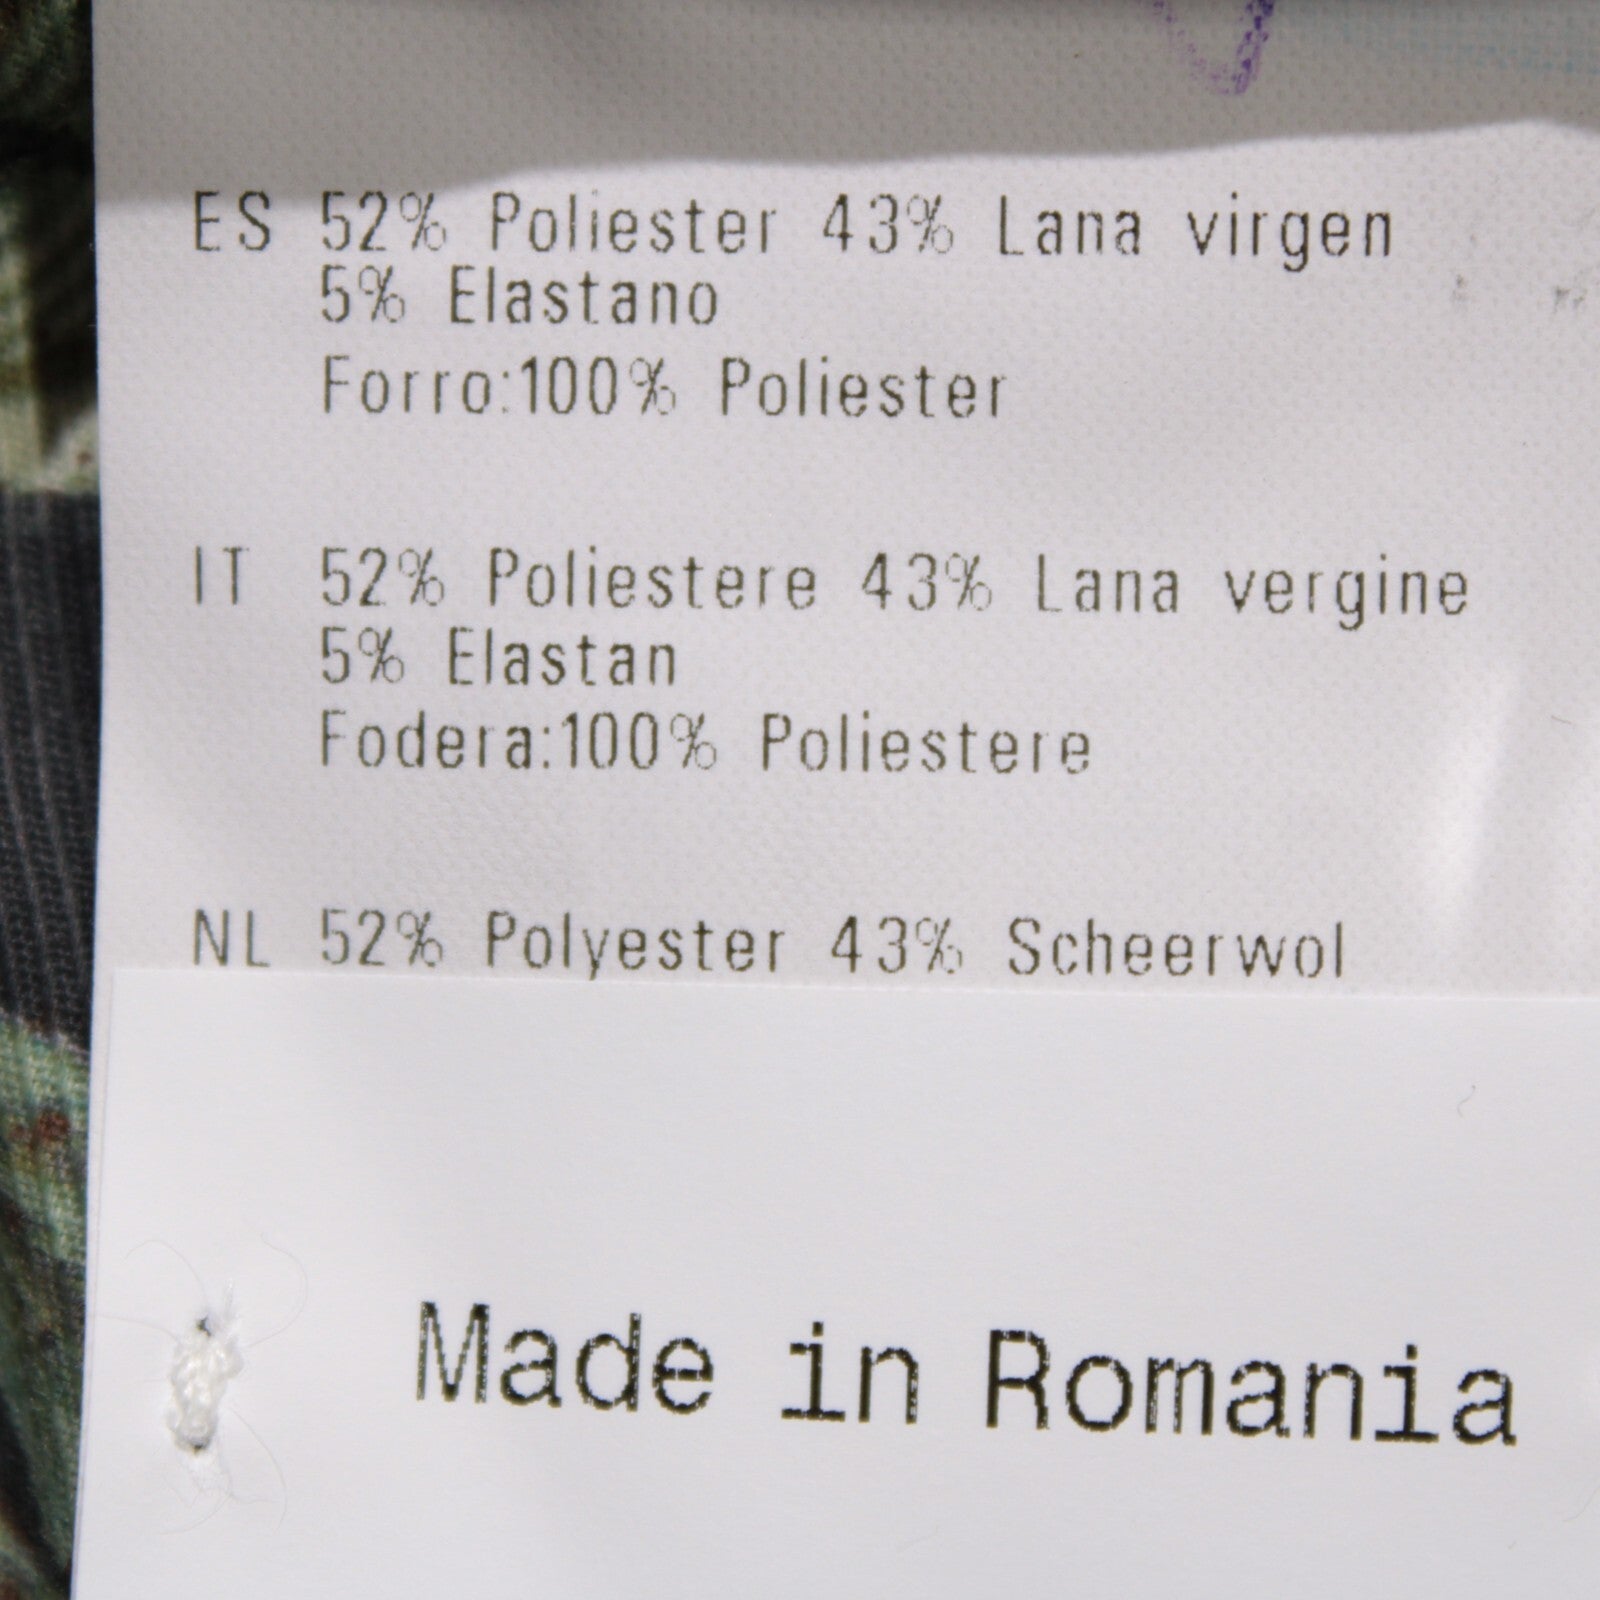 ES 52% Poliester 43% Lana virgen
5% Elastano
Forro:100% Poliester
IT 52% Poliestere 43% Lana vergine
5% Elastan
Fodera:100% Poliestere
NL 52% Polyester 43% Scheerwol
Made in Romania